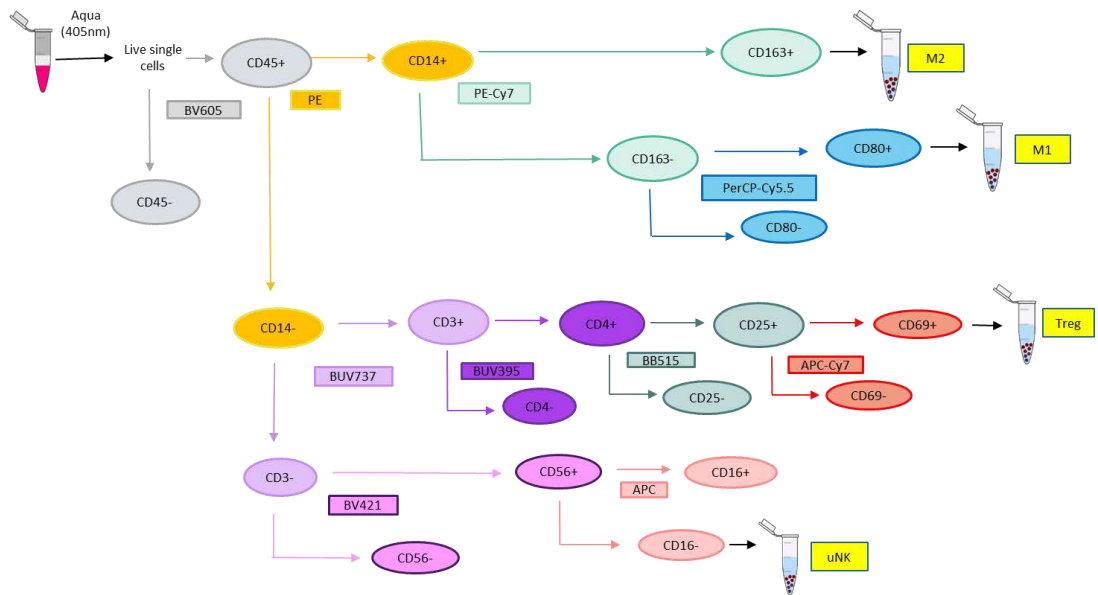 Aqua
(405nm)
Live single
cells
CD45+
CD14+
CD163+
M2
BV605
PE
PE-Cy7
CD163-
CD80+
M1
CD45-
PerCP-Cy5.5
CD80-
CD14-
CD3+
CD4+
CD25+
CD69+
Treg
BUV737
BUV395
BB515
APC-Cy7
CD4-
CD25-
CD69-
CD3-
CD56+
CD16+
BV421
APC
CD56-
CD16-
uNK